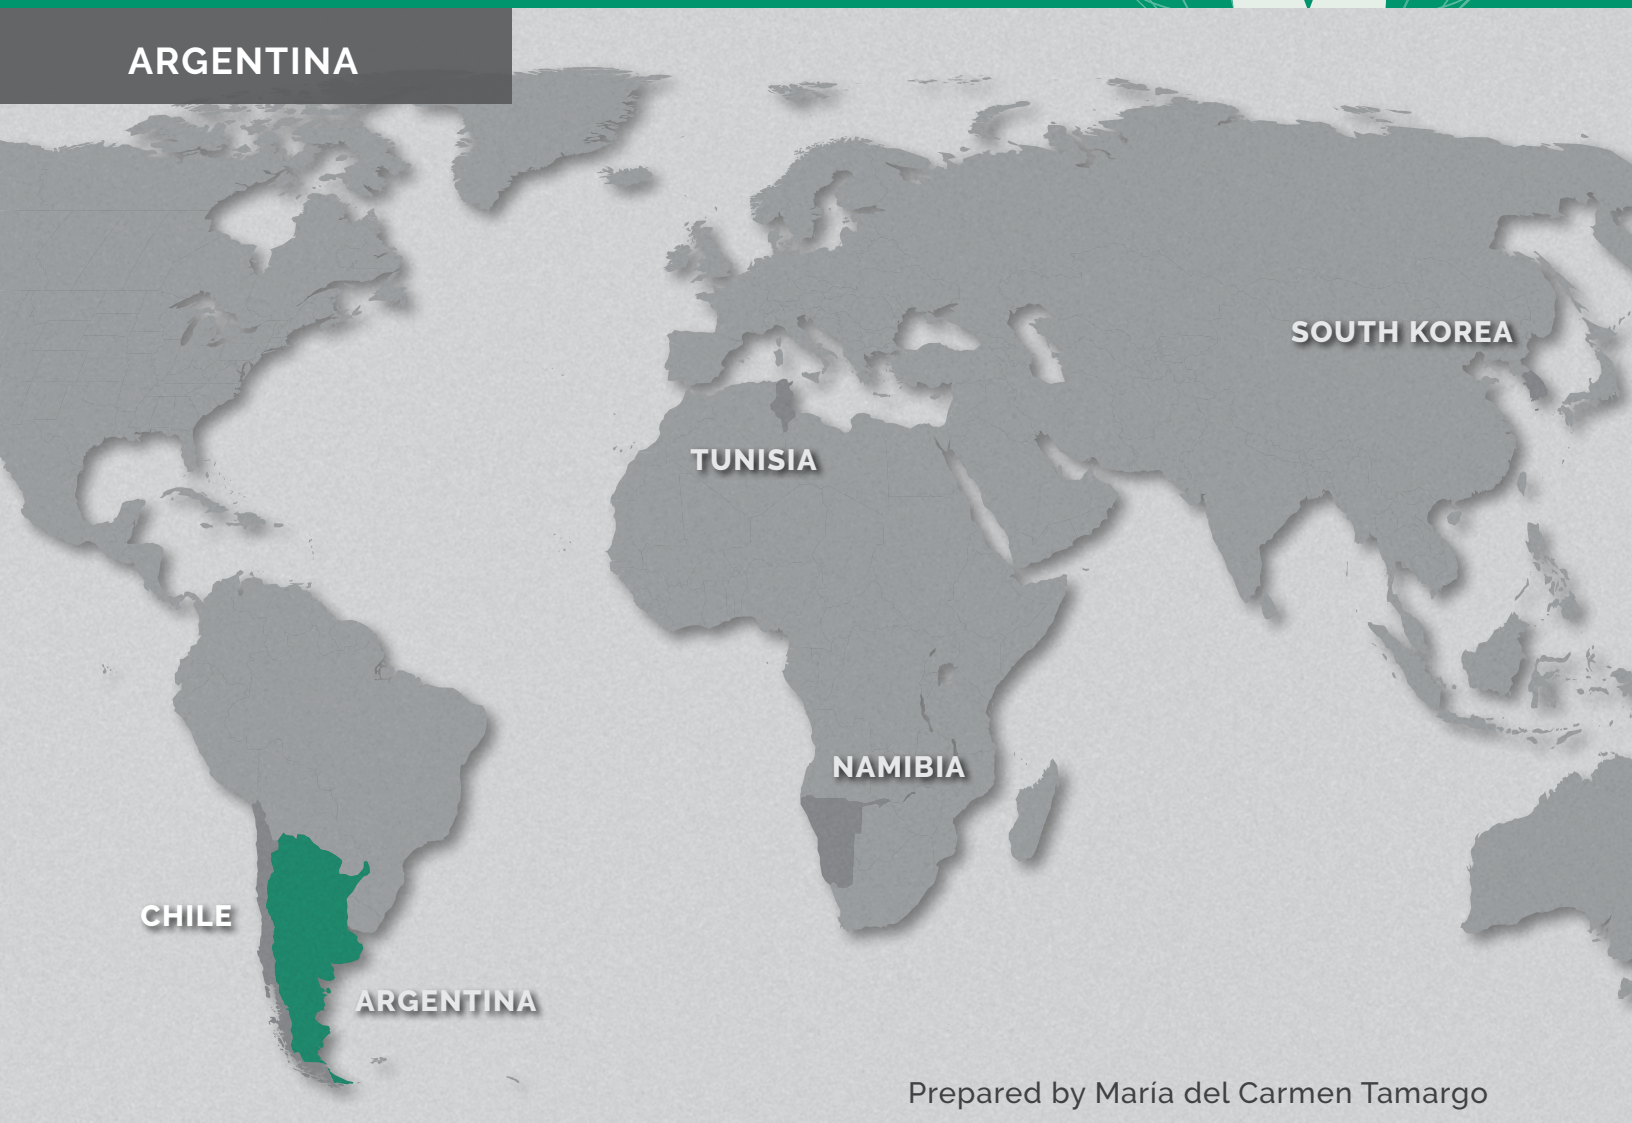 ARGENTINA
SOUTH KOREA
TUNISIA
NAMIBIA
CHILE
ARGENTINA
Prepared by María del Carmen Tamargo